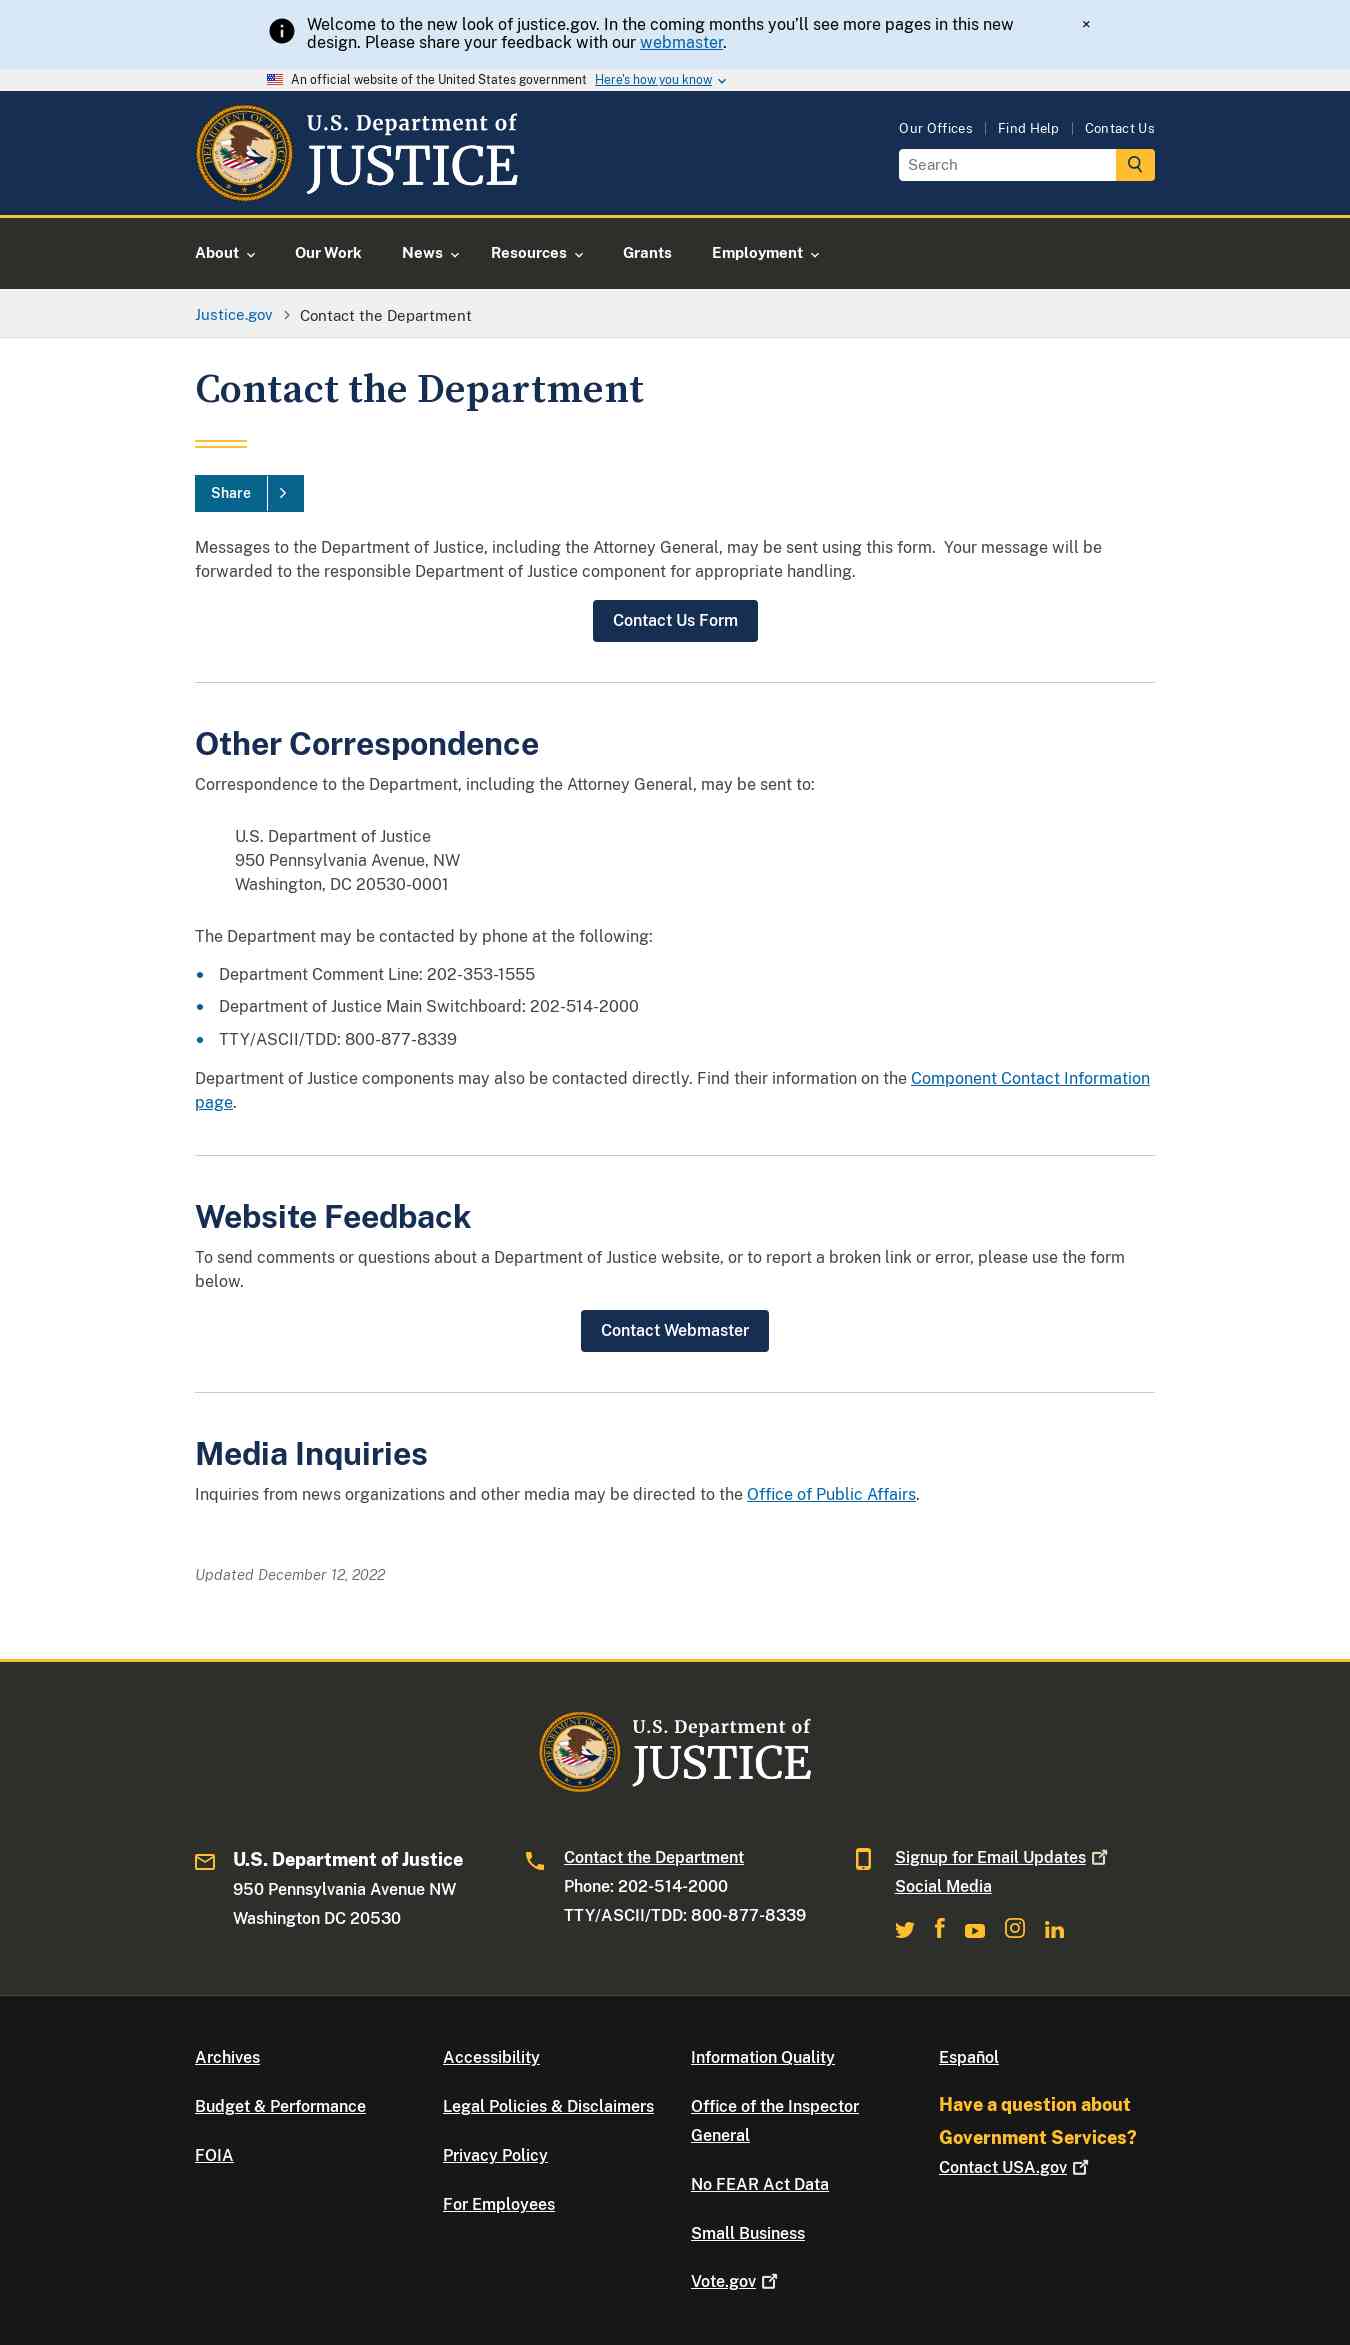 Welcome to the new look of justice.gov. In the coming months you’ll see more pages in this new
design. Please share your feedback with our webmaster.
×
An official website of the United States government Here's how you know
U.S. Department of
JUSTICE
Our Offices
Find Help
Contact Us
Search
About
Our Work
News
Resources
Grants
Employment
Justice.gov
Contact the Department
Contact the Department
Share
Messages to the Department of Justice, including the Attorney General, may be sent using this form.  Your message will be
forwarded to the responsible Department of Justice component for appropriate handling.
Contact Us Form
Other Correspondence
Correspondence to the Department, including the Attorney General, may be sent to:
U.S. Department of Justice
950 Pennsylvania Avenue, NW
Washington, DC 20530-0001
The Department may be contacted by phone at the following:
Department Comment Line: 202-353-1555
Department of Justice Main Switchboard: 202-514-2000
TTY/ASCII/TDD: 800-877-8339
Department of Justice components may also be contacted directly. Find their information on the Component Contact Information
page.
Website Feedback
To send comments or questions about a Department of Justice website, or to report a broken link or error, please use the form
below.
Contact Webmaster
Media Inquiries
Inquiries from news organizations and other media may be directed to the Office of Public Affairs.
Updated December 12, 2022
U.S. Department of
JUSTICE
U.S. Department of Justice
950 Pennsylvania Avenue NW
Washington DC 20530
Contact the Department
Phone: 202-514-2000
TTY/ASCII/TDD: 800-877-8339
Signup for Email Updates
Social Media
Archives
Budget & Performance
FOIA
Accessibility
Legal Policies & Disclaimers
Privacy Policy
For Employees
Information Quality
Office of the Inspector
General
No FEAR Act Data
Small Business
Vote.gov
Español
Have a question about
Government Services?
Contact USA.gov